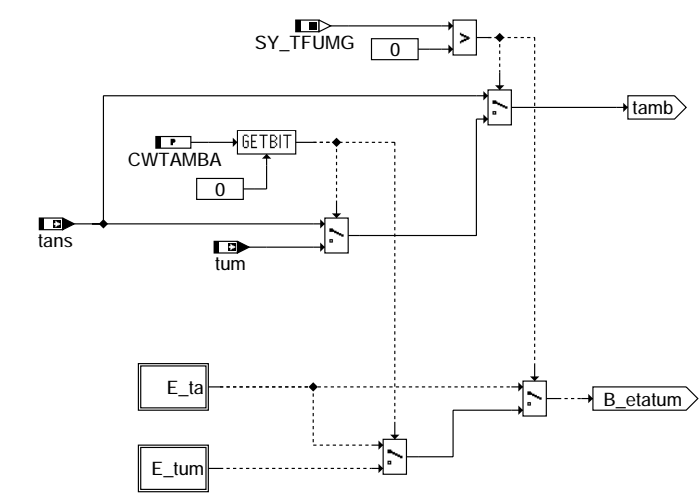 SY_TFUMG
0
>
tamb
P
GETBIT
CWTAMBA
0
tans
tum
E_ta
B_etatum
E_tum